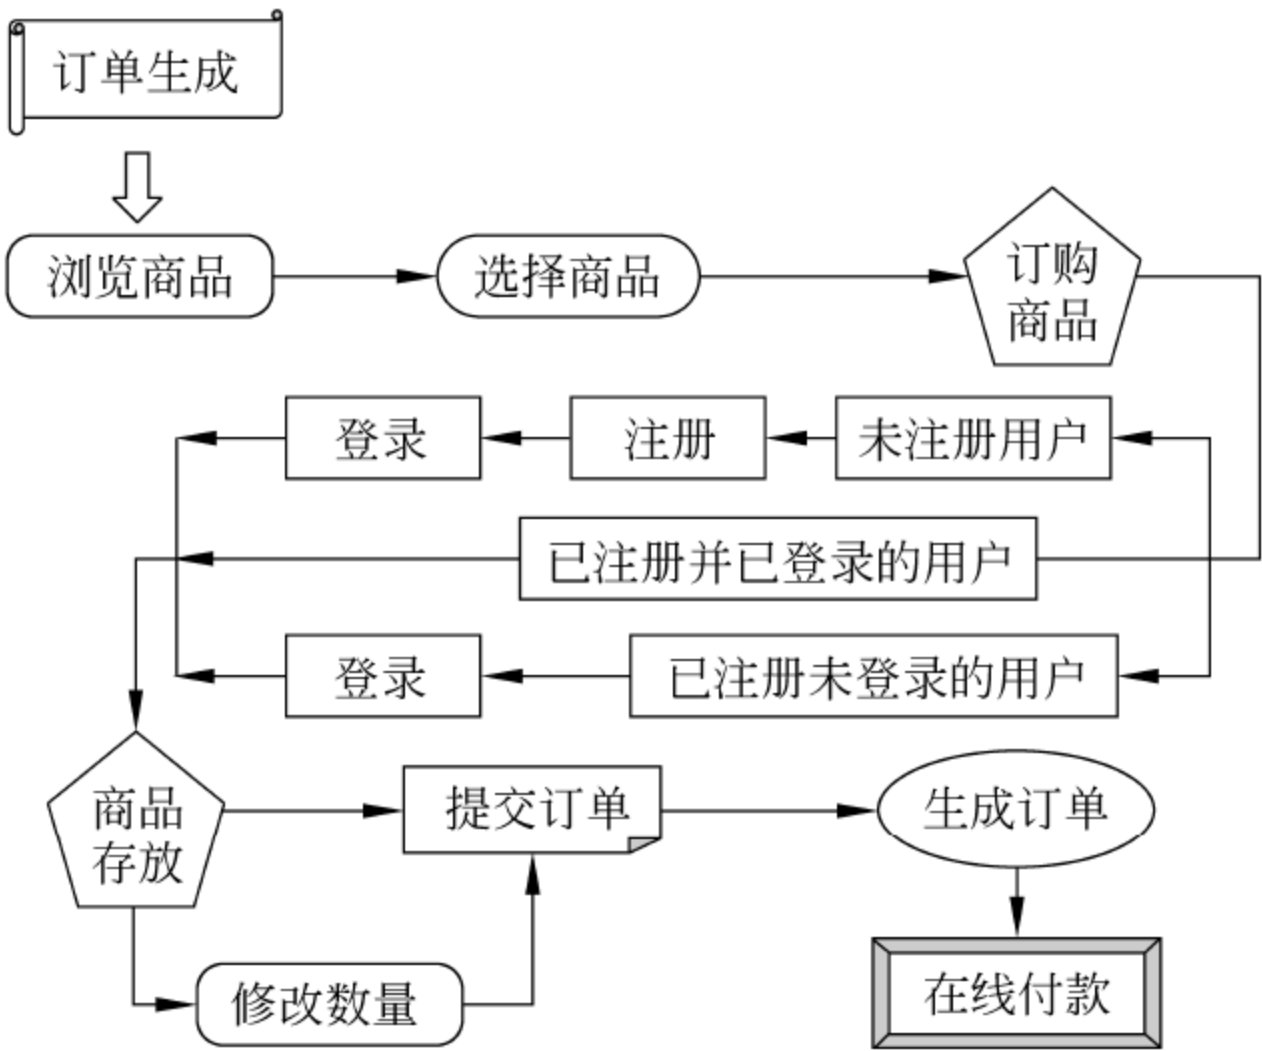 订单生成
浏览商品
选择商品
订购
商品
登录
注册
未注册用户
已注册并已登录的用户
登录
已注册未登录的用户
商品
存放
提交订单
生成订单
修改数量
在线付款